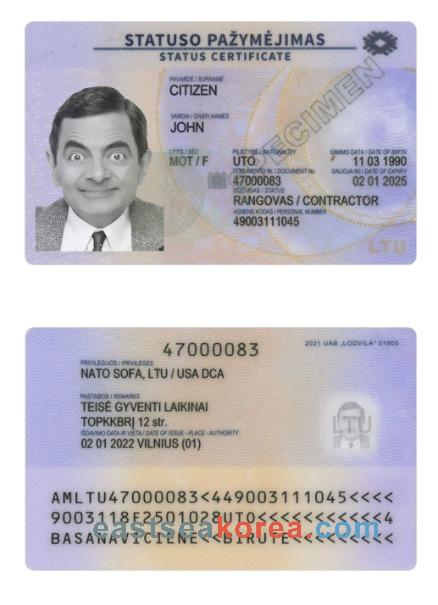 STATUSO PAŽYMĖJIMAS
STATUS CERTIFICATE
PAVARDĖ / SURNAME
CITIZEN
VARDAI / GIVEN NAMES
JOHN
LYTIS / SEX PILIETYBĖ / NATIONALITY GIMIMO DATA / DATE OF BIRTH
MOT / F UTO 11 03 1990
DOKUMENTO Nr. / DOCUMENT No GALIOJA IKI / DATE OF EXPIRY
47000083 02 01 2025
STATUSAS / STATUS
RANGOVAS / CONTRACTOR
ASMENS KODAS / PERSONAL NUMBER
49003111045
SPECIMEN
LTU
47000083
2021 UAB „LODVILA" 01900
PRIVILEGIJOS / PRIVILEGES
NATO SOFA, LTU / USA DCA
PASTABOS / REMARKS
TEISĖ GYVENTI LAIKINAI
TOPKKBRĮ 12 str.
IŠDAVIMO DATA IR VIETA / DATE OF ISSUE - PLACE - AUTHORITY
02 01 2022 VILNIUS (01)
LTU
AMLTU47000083<449003111045<<<<
9003118F2501028UTO<<<<<<<<<<<4
eastseakorea.com
BASANAVICIENE<<BIRUTE<<<<<<<<<